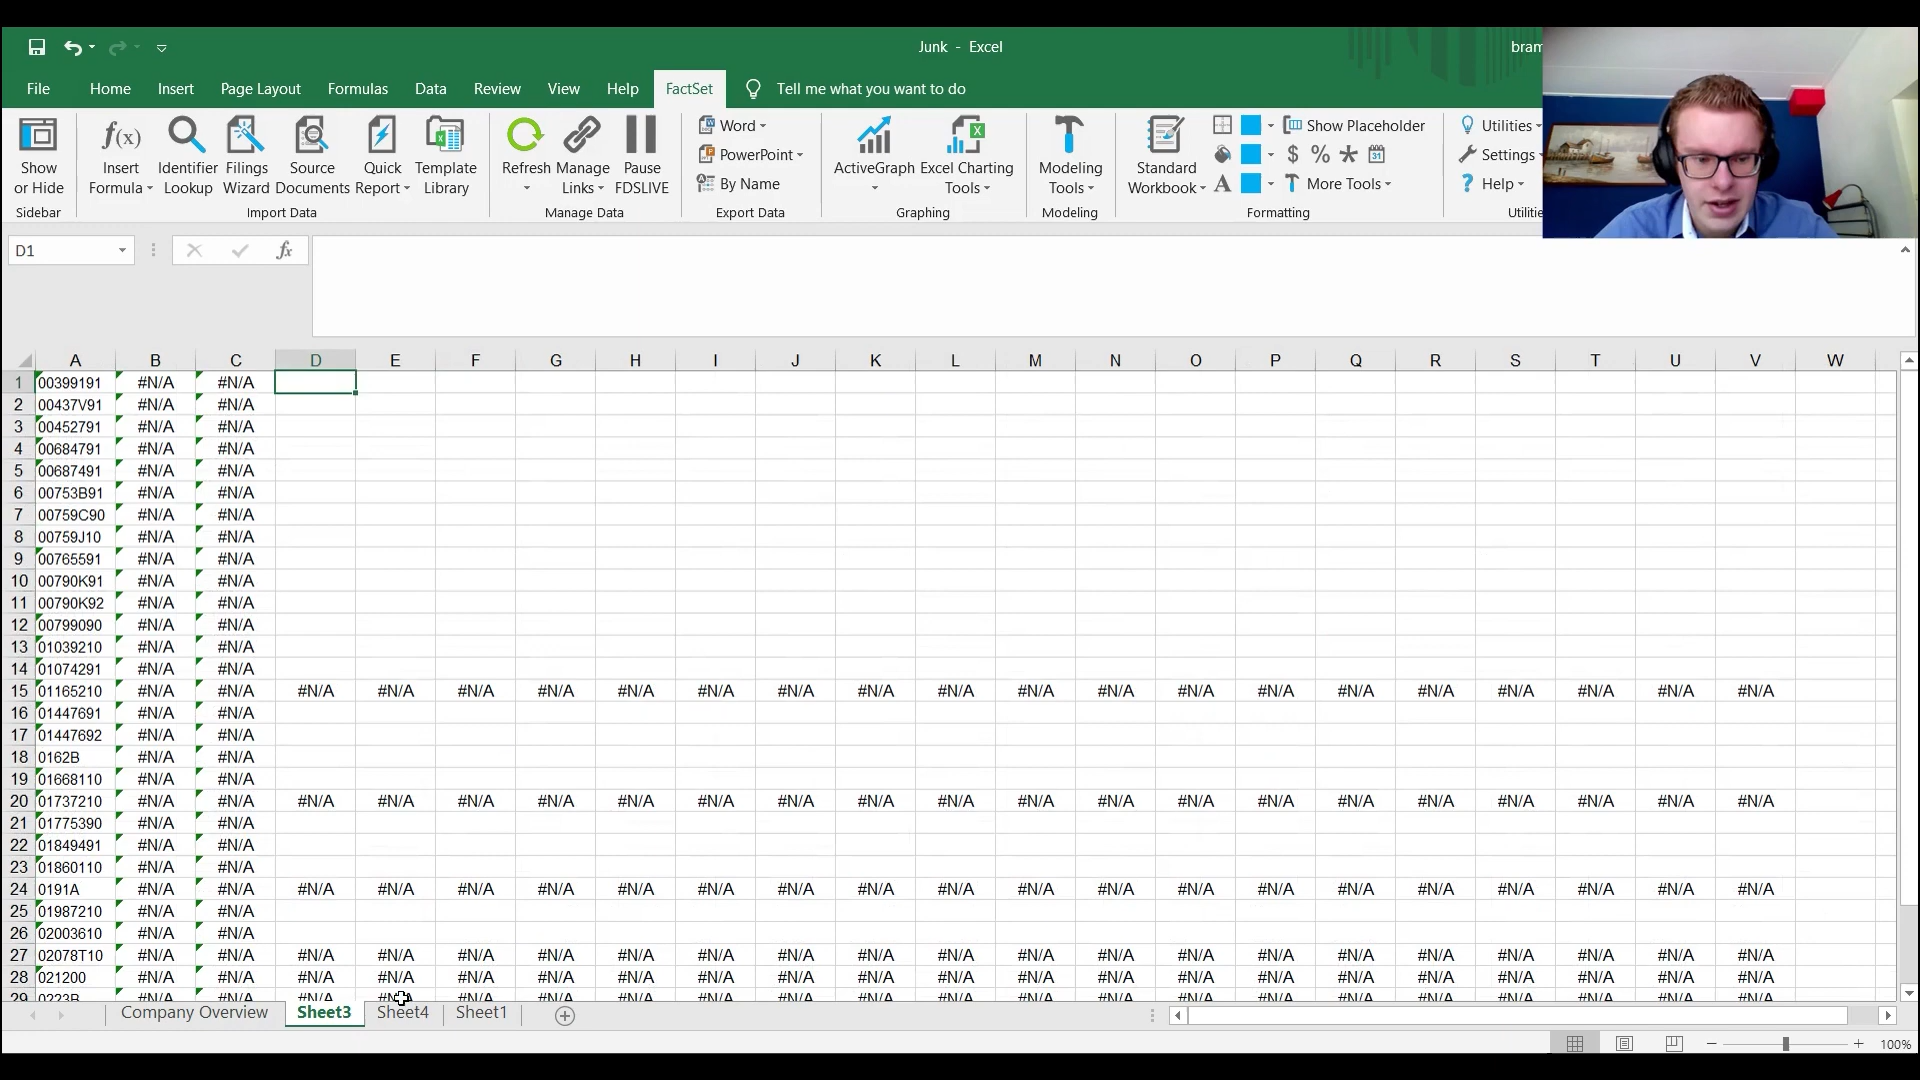 Junk - Excel
bram
File Home Insert Page Layout Formulas Data Review View Help FactSet Tell me what you want to do
Show or Hide
Sidebar
f(x)
Insert Formula
Identifier Lookup
Filings Wizard
Source Documents
Quick Report
Template Library
Import Data
Refresh
Manage Links
Pause FDSLIVE
Manage Data
Word
PowerPoint
By Name
Export Data
ActiveGraph
Excel Charting Tools
Graphing
Modeling Tools
Modeling
Standard Workbook
Show Placeholder
$ %
A
More Tools
Formatting
Utilities
Settings
Help
D1
fx
A B C D E F G H I J K L M N O P Q R S T U V W
1 00399191 #N/A #N/A
2 00437V91 #N/A #N/A
3 00452791 #N/A #N/A
4 00684791 #N/A #N/A
5 00687491 #N/A #N/A
6 00753B91 #N/A #N/A
7 00759C90 #N/A #N/A
8 00759J10 #N/A #N/A
9 00765591 #N/A #N/A
10 00790K91 #N/A #N/A
11 00790K92 #N/A #N/A
12 00799090 #N/A #N/A
13 01039210 #N/A #N/A
14 01074291 #N/A #N/A
15 01165210 #N/A #N/A #N/A #N/A #N/A #N/A #N/A #N/A #N/A #N/A #N/A #N/A #N/A #N/A #N/A #N/A #N/A #N/A #N/A #N/A #N/A
16 01447691 #N/A #N/A
17 01447692 #N/A #N/A
18 0162B #N/A #N/A
19 01668110 #N/A #N/A
20 01737210 #N/A #N/A #N/A #N/A #N/A #N/A #N/A #N/A #N/A #N/A #N/A #N/A #N/A #N/A #N/A #N/A #N/A #N/A #N/A #N/A #N/A
21 01775390 #N/A #N/A
22 01849491 #N/A #N/A
23 01860110 #N/A #N/A
24 0191A #N/A #N/A #N/A #N/A #N/A #N/A #N/A #N/A #N/A #N/A #N/A #N/A #N/A #N/A #N/A #N/A #N/A #N/A #N/A #N/A #N/A
25 01987210 #N/A #N/A
26 02003610 #N/A #N/A
27 02078T10 #N/A #N/A #N/A #N/A #N/A #N/A #N/A #N/A #N/A #N/A #N/A #N/A #N/A #N/A #N/A #N/A #N/A #N/A #N/A #N/A #N/A
28 021200 #N/A #N/A #N/A #N/A #N/A #N/A #N/A #N/A #N/A #N/A #N/A #N/A #N/A #N/A #N/A #N/A #N/A #N/A #N/A #N/A #N/A
29 0223B #N/A #N/A #N/A #N/A #N/A #N/A #N/A #N/A #N/A #N/A #N/A #N/A #N/A #N/A #N/A #N/A #N/A #N/A #N/A #N/A #N/A
Company Overview Sheet3 Sheet4 Sheet1
100%